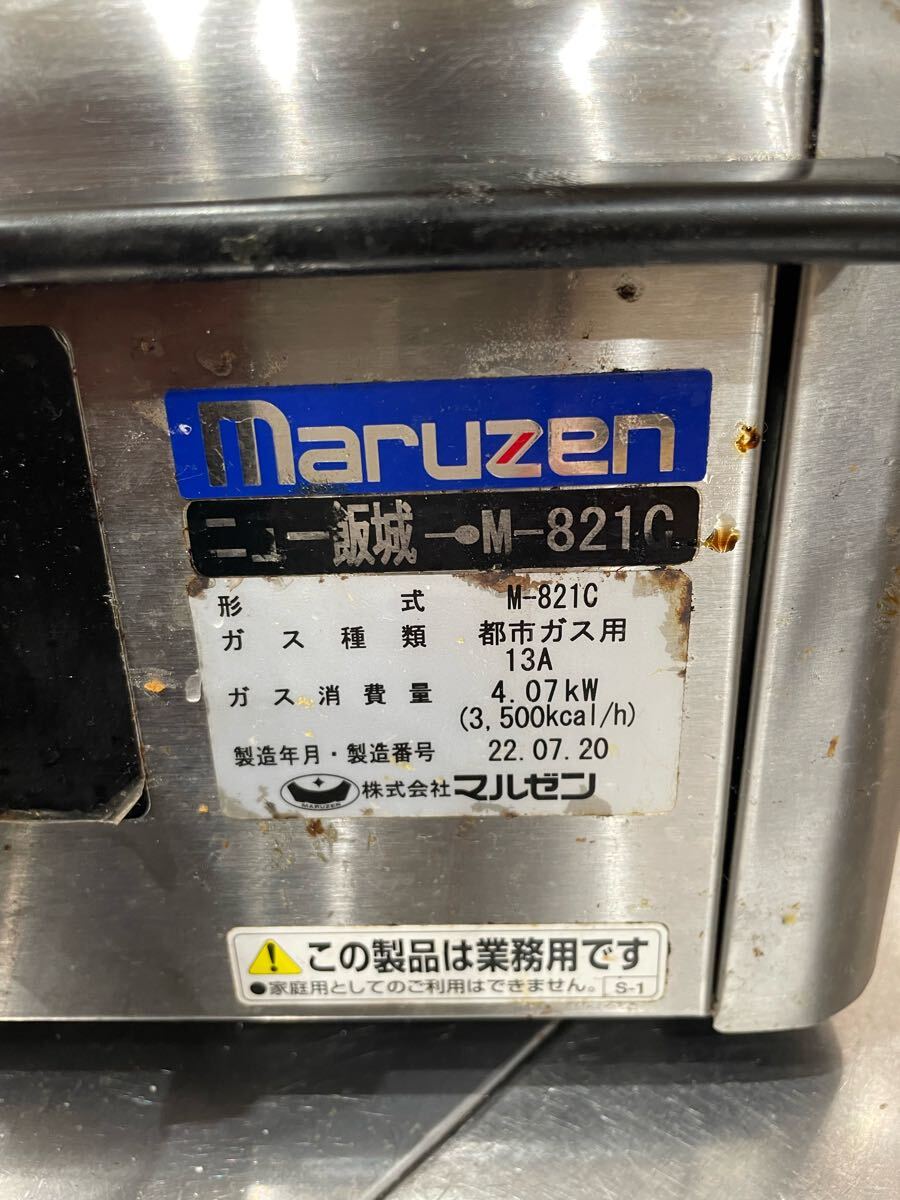 maruzen
ニュー飯城 M-821C
形式 M-821C
ガス種類 都市ガス用
13A
ガス消費量 4.07kW
(3,500kcal/h)
製造年月・製造番号 22.07.20
MARUZEN 株式会社マルゼン
この製品は業務用です
●家庭用としてのご利用はできません。 S-1